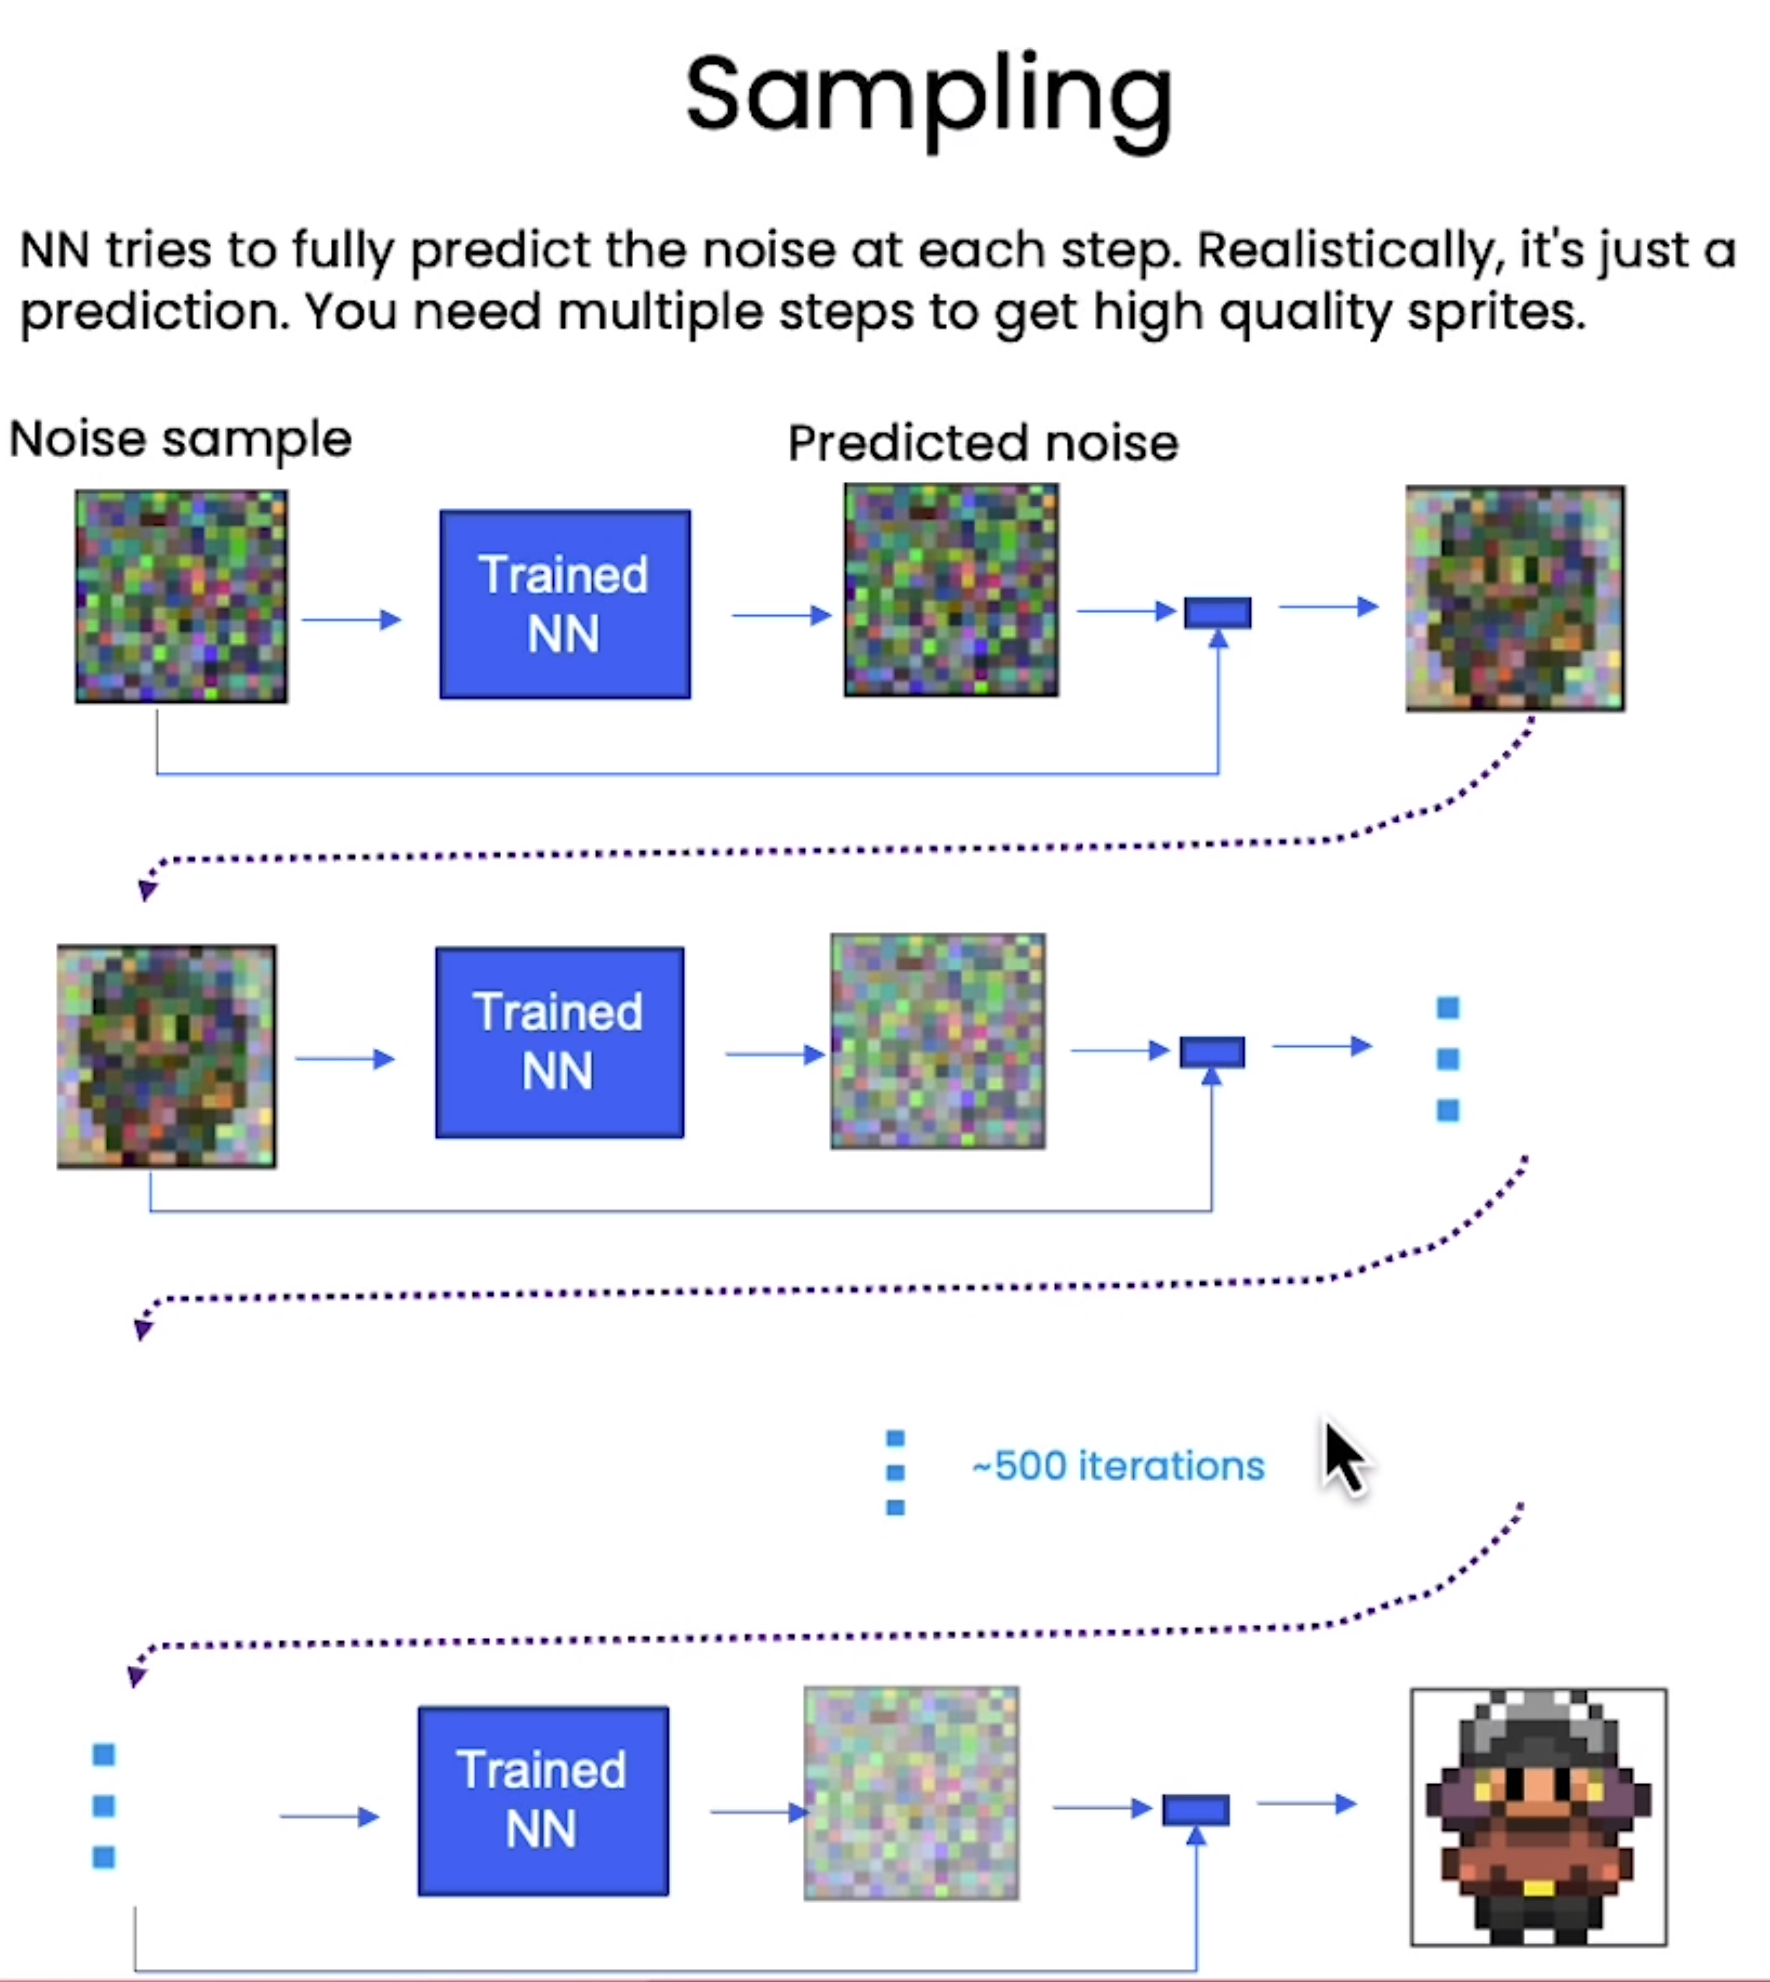 Sampling
NN tries to fully predict the noise at each step. Realistically, it's just a
prediction. You need multiple steps to get high quality sprites.
Noise sample
Predicted noise
Trained
NN
Trained
NN
~500 iterations
Trained
NN